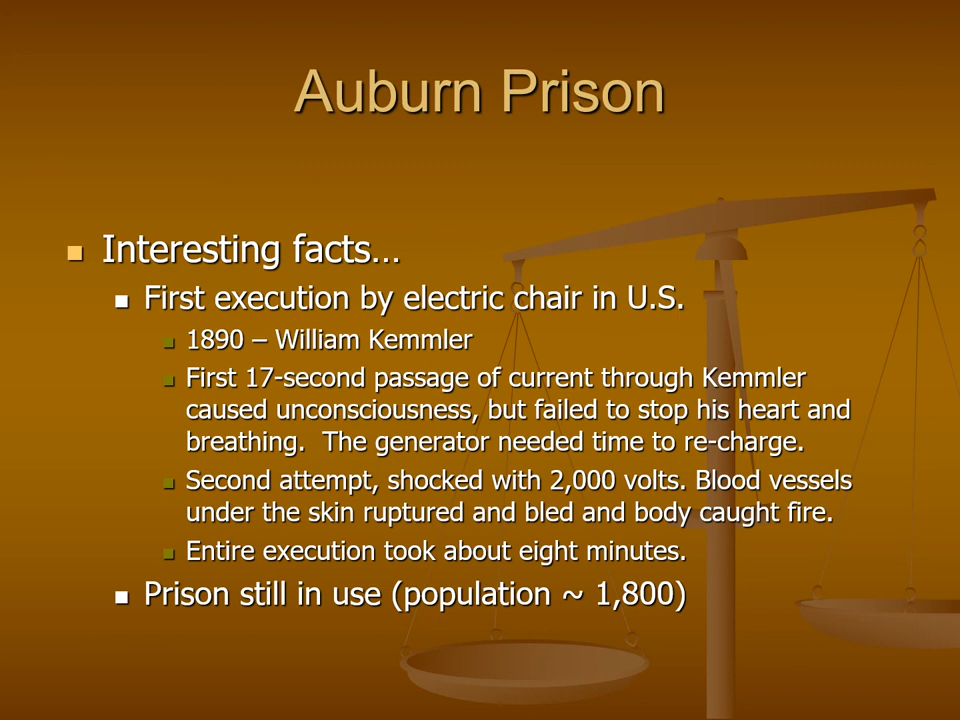 Auburn Prison
Interesting facts…
First execution by electric chair in U.S.
1890 – William Kemmler
First 17-second passage of current through Kemmler
caused unconsciousness, but failed to stop his heart and
breathing.  The generator needed time to re-charge.
Second attempt, shocked with 2,000 volts. Blood vessels
under the skin ruptured and bled and body caught fire.
Entire execution took about eight minutes.
Prison still in use (population ~ 1,800)